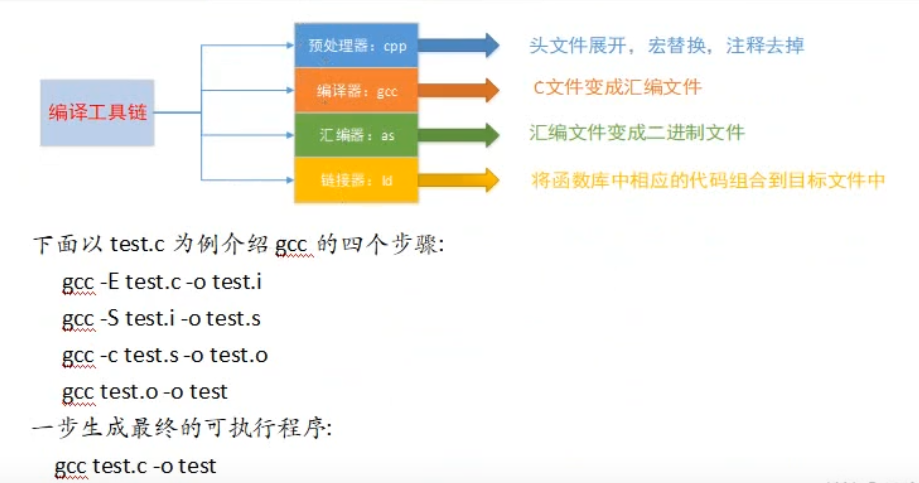 预处理器：cpp
头文件展开，宏替换，注释去掉
编译工具链
编译器：gcc
C文件变成汇编文件
汇编器：as
汇编文件变成二进制文件
链接器：ld
将函数库中相应的代码组合到目标文件中
下面以 test.c 为例介绍 gcc 的四个步骤:
gcc -E test.c -o test.i
gcc -S test.i -o test.s
gcc -c test.s -o test.o
gcc test.o -o test
一步生成最终的可执行程序:
gcc test.c -o test